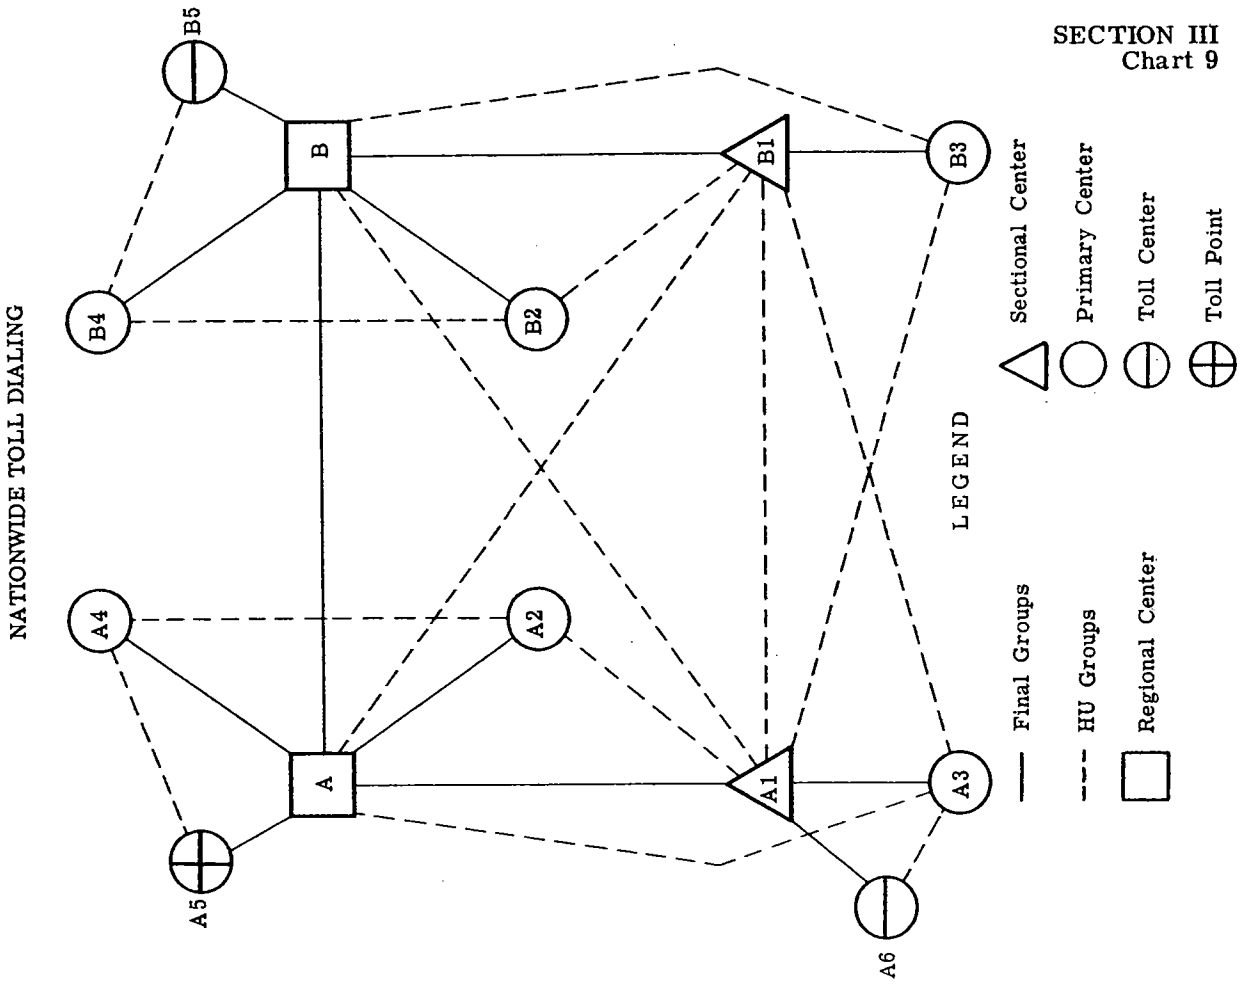 SECTION III
Chart 9
NATIONWIDE TOLL DIALING
B5
B
B1
B3
B4
B2
A4
A2
A
A1
A3
A5
A6
LEGEND
Final Groups
HU Groups
Regional Center
Sectional Center
Primary Center
Toll Center
Toll Point